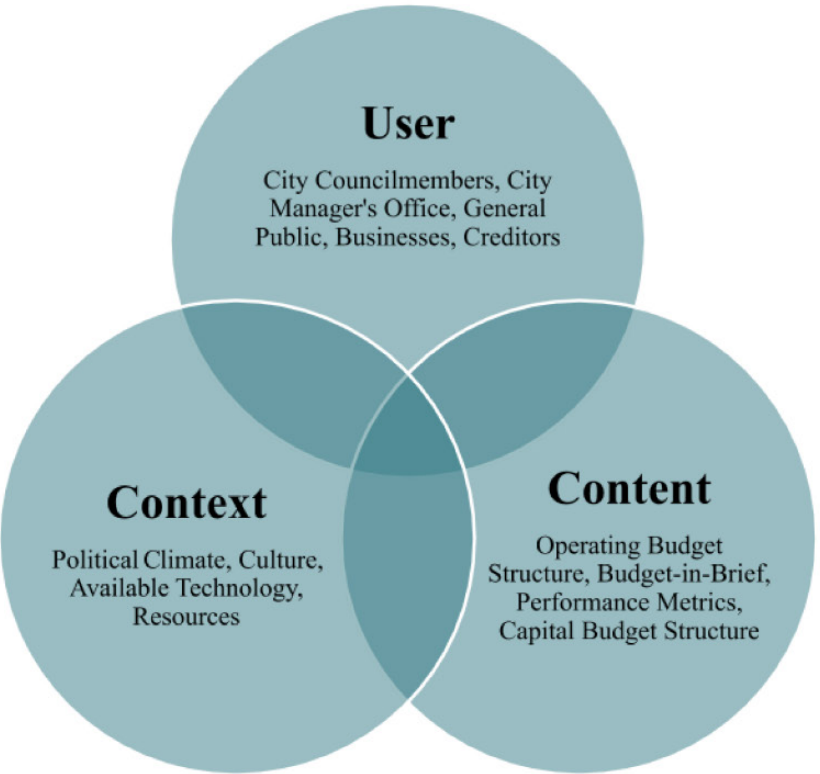 User
City Councilmembers, City
Manager's Office, General
Public, Businesses, Creditors
Context
Political Climate, Culture,
Available Technology,
Resources
Content
Operating Budget
Structure, Budget-in-Brief,
Performance Metrics,
Capital Budget Structure